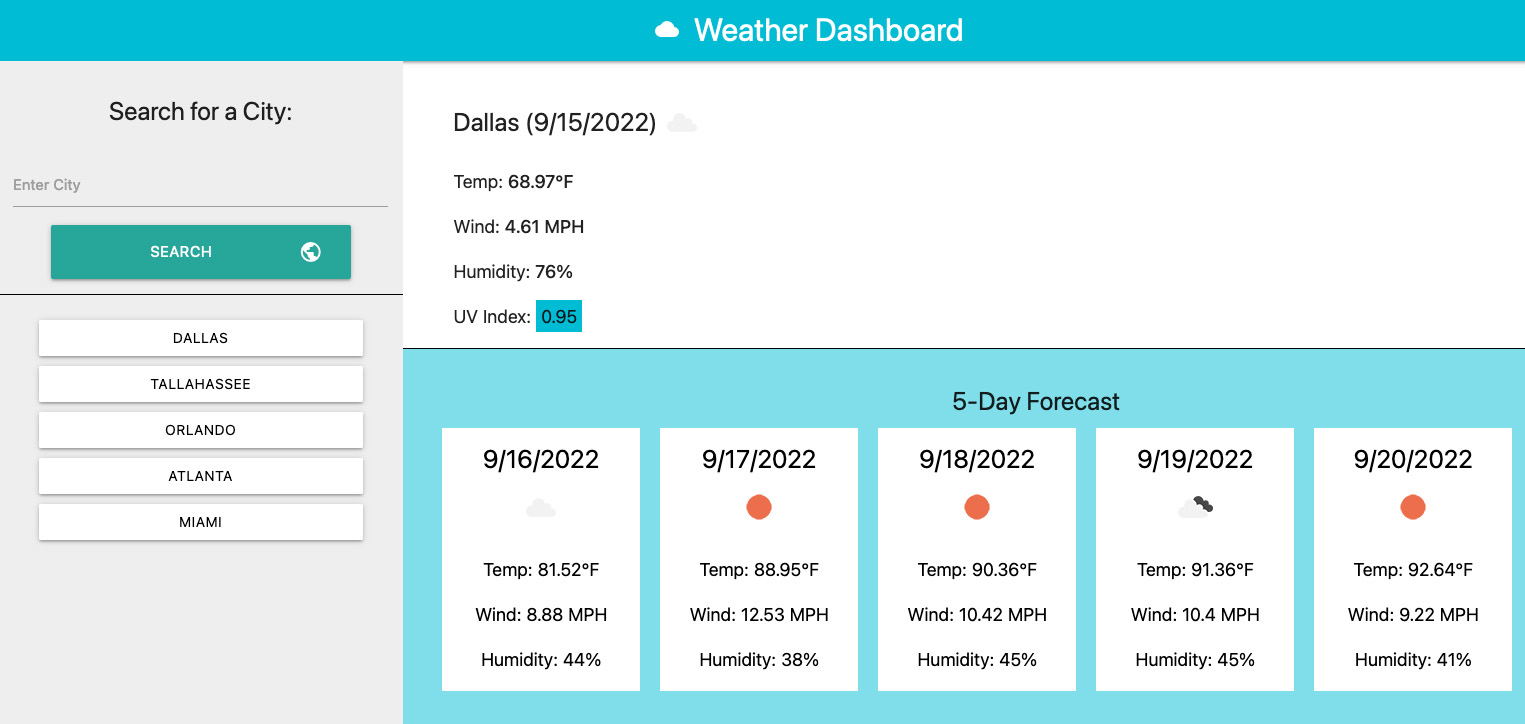 Weather Dashboard
Search for a City:
Enter City
SEARCH
DALLAS
TALLAHASSEE
ORLANDO
ATLANTA
MIAMI
Dallas (9/15/2022)
Temp: 68.97°F
Wind: 4.61 MPH
Humidity: 76%
UV Index: 0.95
5-Day Forecast
9/16/2022
Temp: 81.52°F
Wind: 8.88 MPH
Humidity: 44%
9/17/2022
Temp: 88.95°F
Wind: 12.53 MPH
Humidity: 38%
9/18/2022
Temp: 90.36°F
Wind: 10.42 MPH
Humidity: 45%
9/19/2022
Temp: 91.36°F
Wind: 10.4 MPH
Humidity: 45%
9/20/2022
Temp: 92.64°F
Wind: 9.22 MPH
Humidity: 41%